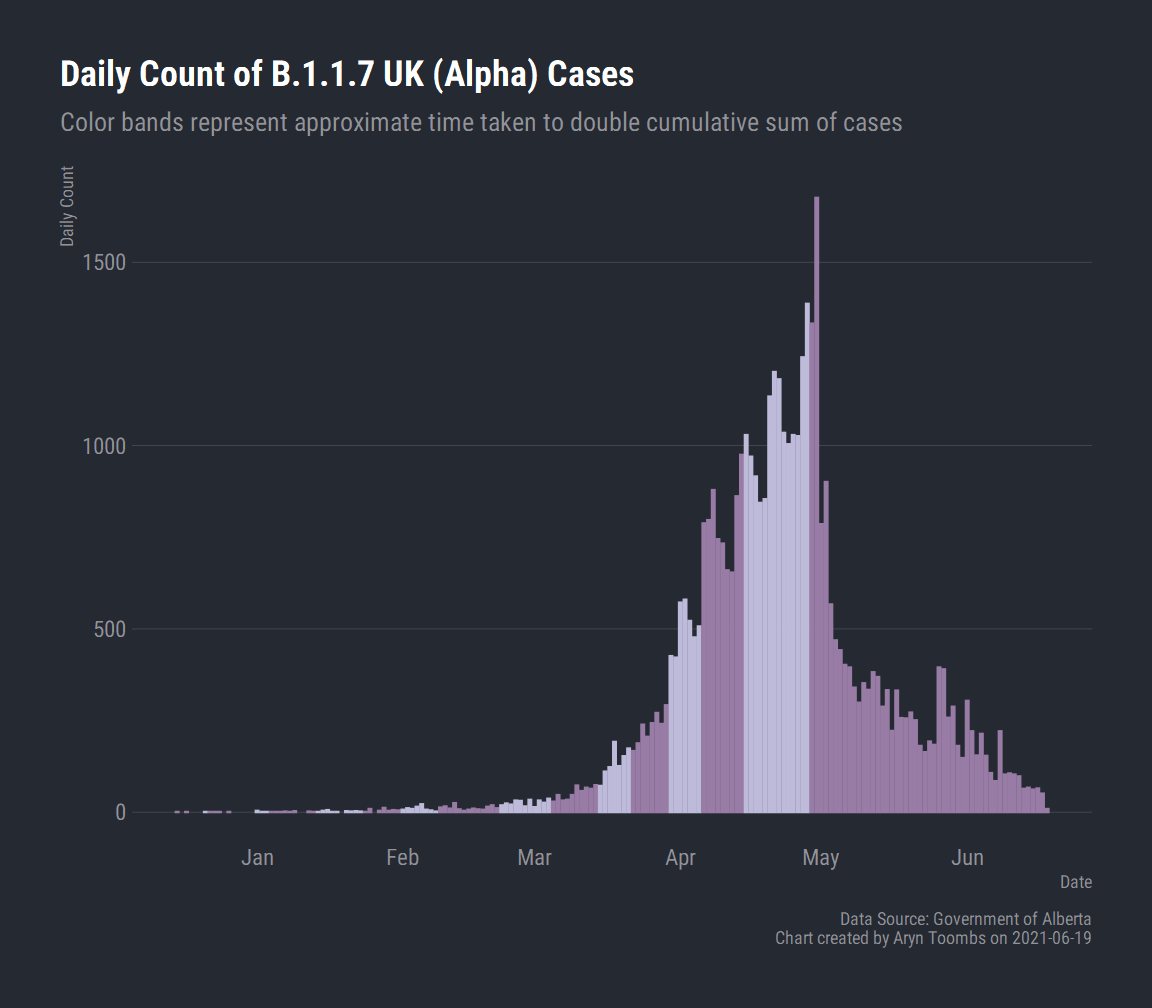 Daily Count of B.1.1.7 UK (Alpha) Cases
Color bands represent approximate time taken to double cumulative sum of cases
Daily Count
1500
1000
500
0
Jan Feb Mar Apr May Jun
Date
Data Source: Government of Alberta
Chart created by Aryn Toombs on 2021-06-19